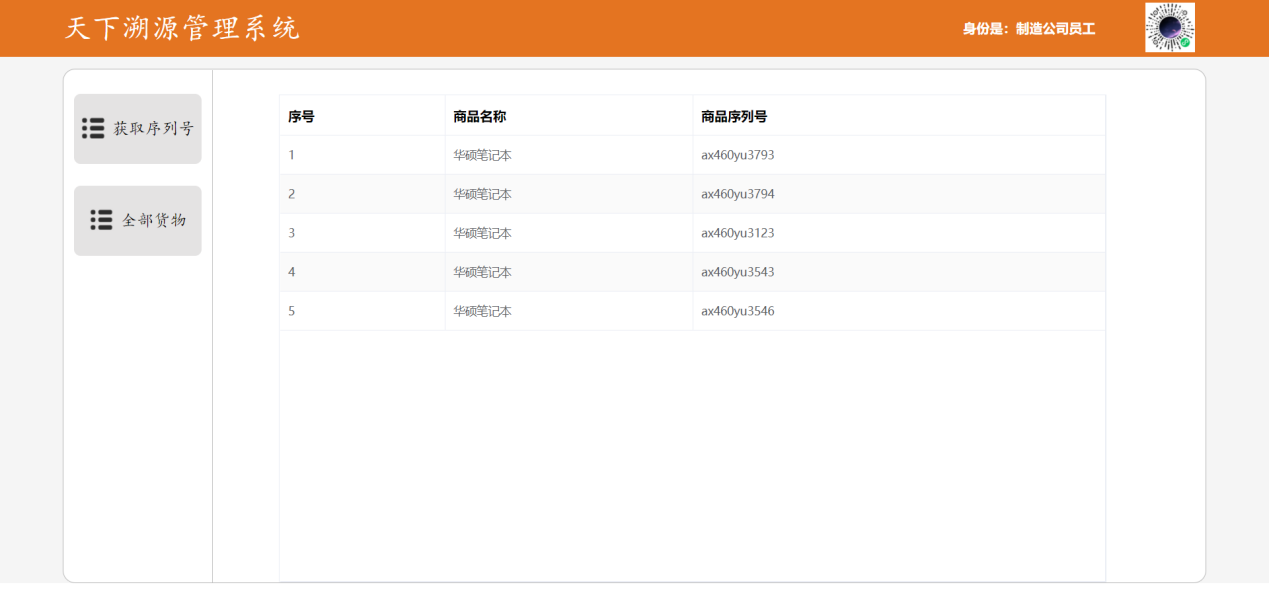 天下溯源管理系统
身份是：制造公司员工
获取序列号
全部货物
序号 商品名称 商品序列号
1 华硕笔记本 ax460yu3793
2 华硕笔记本 ax460yu3794
3 华硕笔记本 ax460yu3123
4 华硕笔记本 ax460yu3543
5 华硕笔记本 ax460yu3546